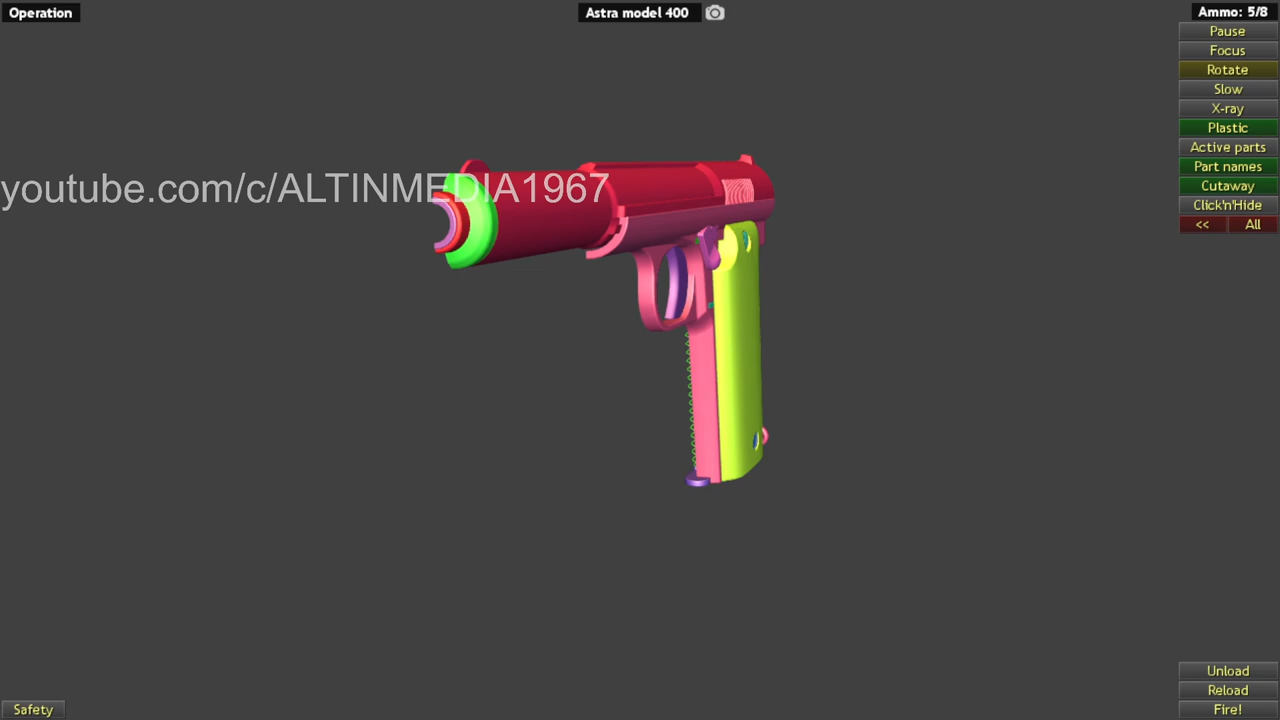 Operation
Astra model 400
Ammo: 5/8
Pause
Focus
Rotate
Slow
X-ray
Plastic
Active parts
Part names
Cutaway
Click'n'Hide
<< All
youtube.com/c/ALTINMEDIA1967
Unload
Reload
Safety
Fire!